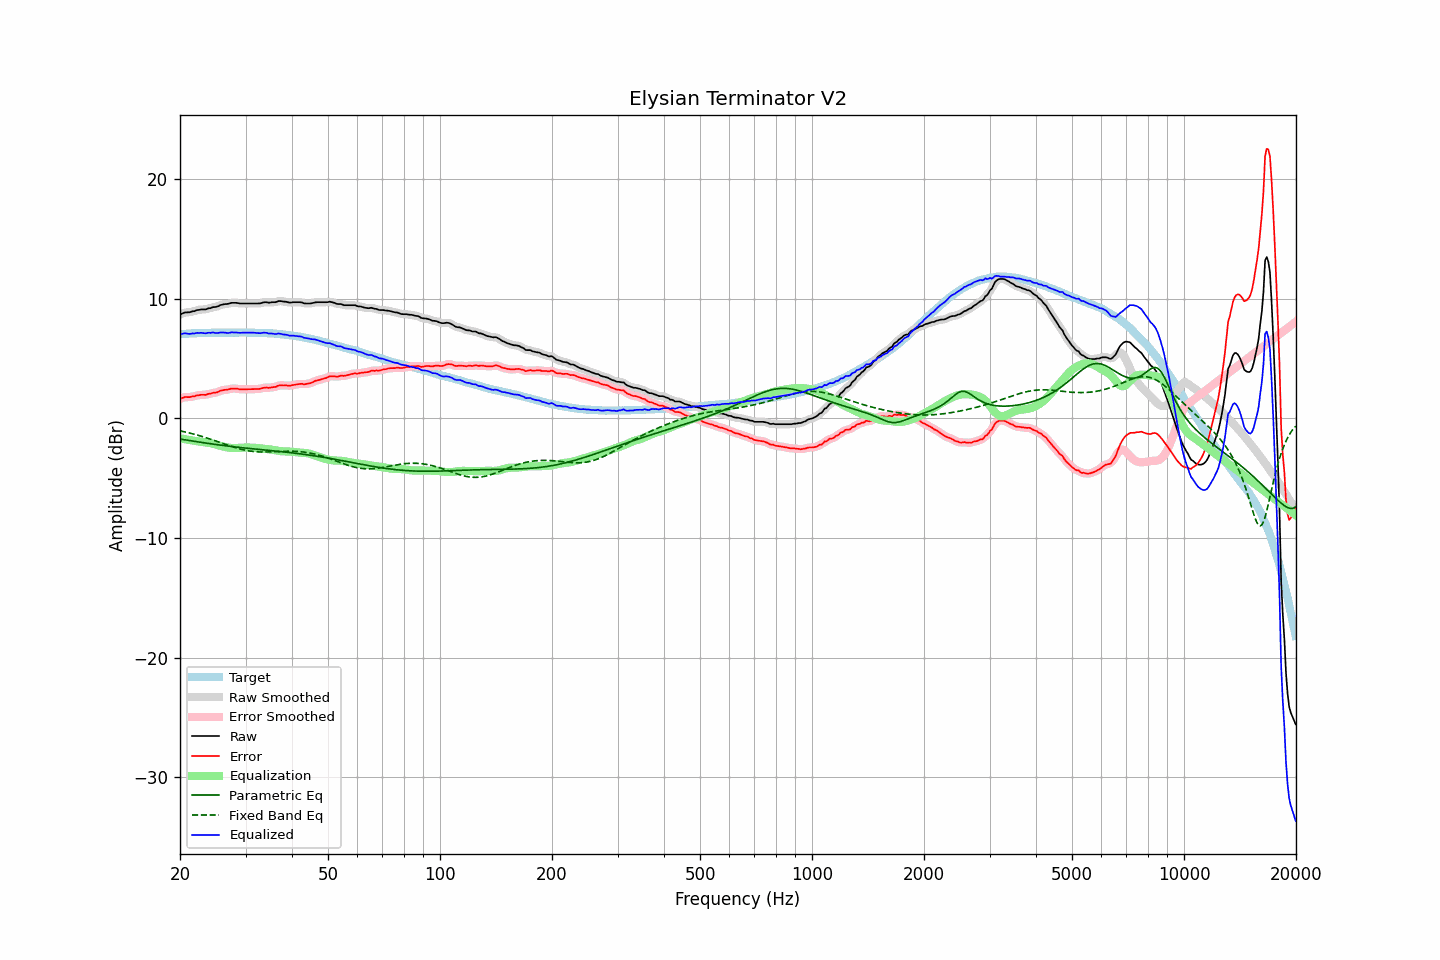 Elysian Terminator V2
Amplitude (dBr)
20
10
0
−10
−20
−30
Target
Raw Smoothed
Error Smoothed
Raw
Error
Equalization
Parametric Eq
Fixed Band Eq
Equalized
20 50 100 200 500 1000 2000 5000 10000 20000
Frequency (Hz)